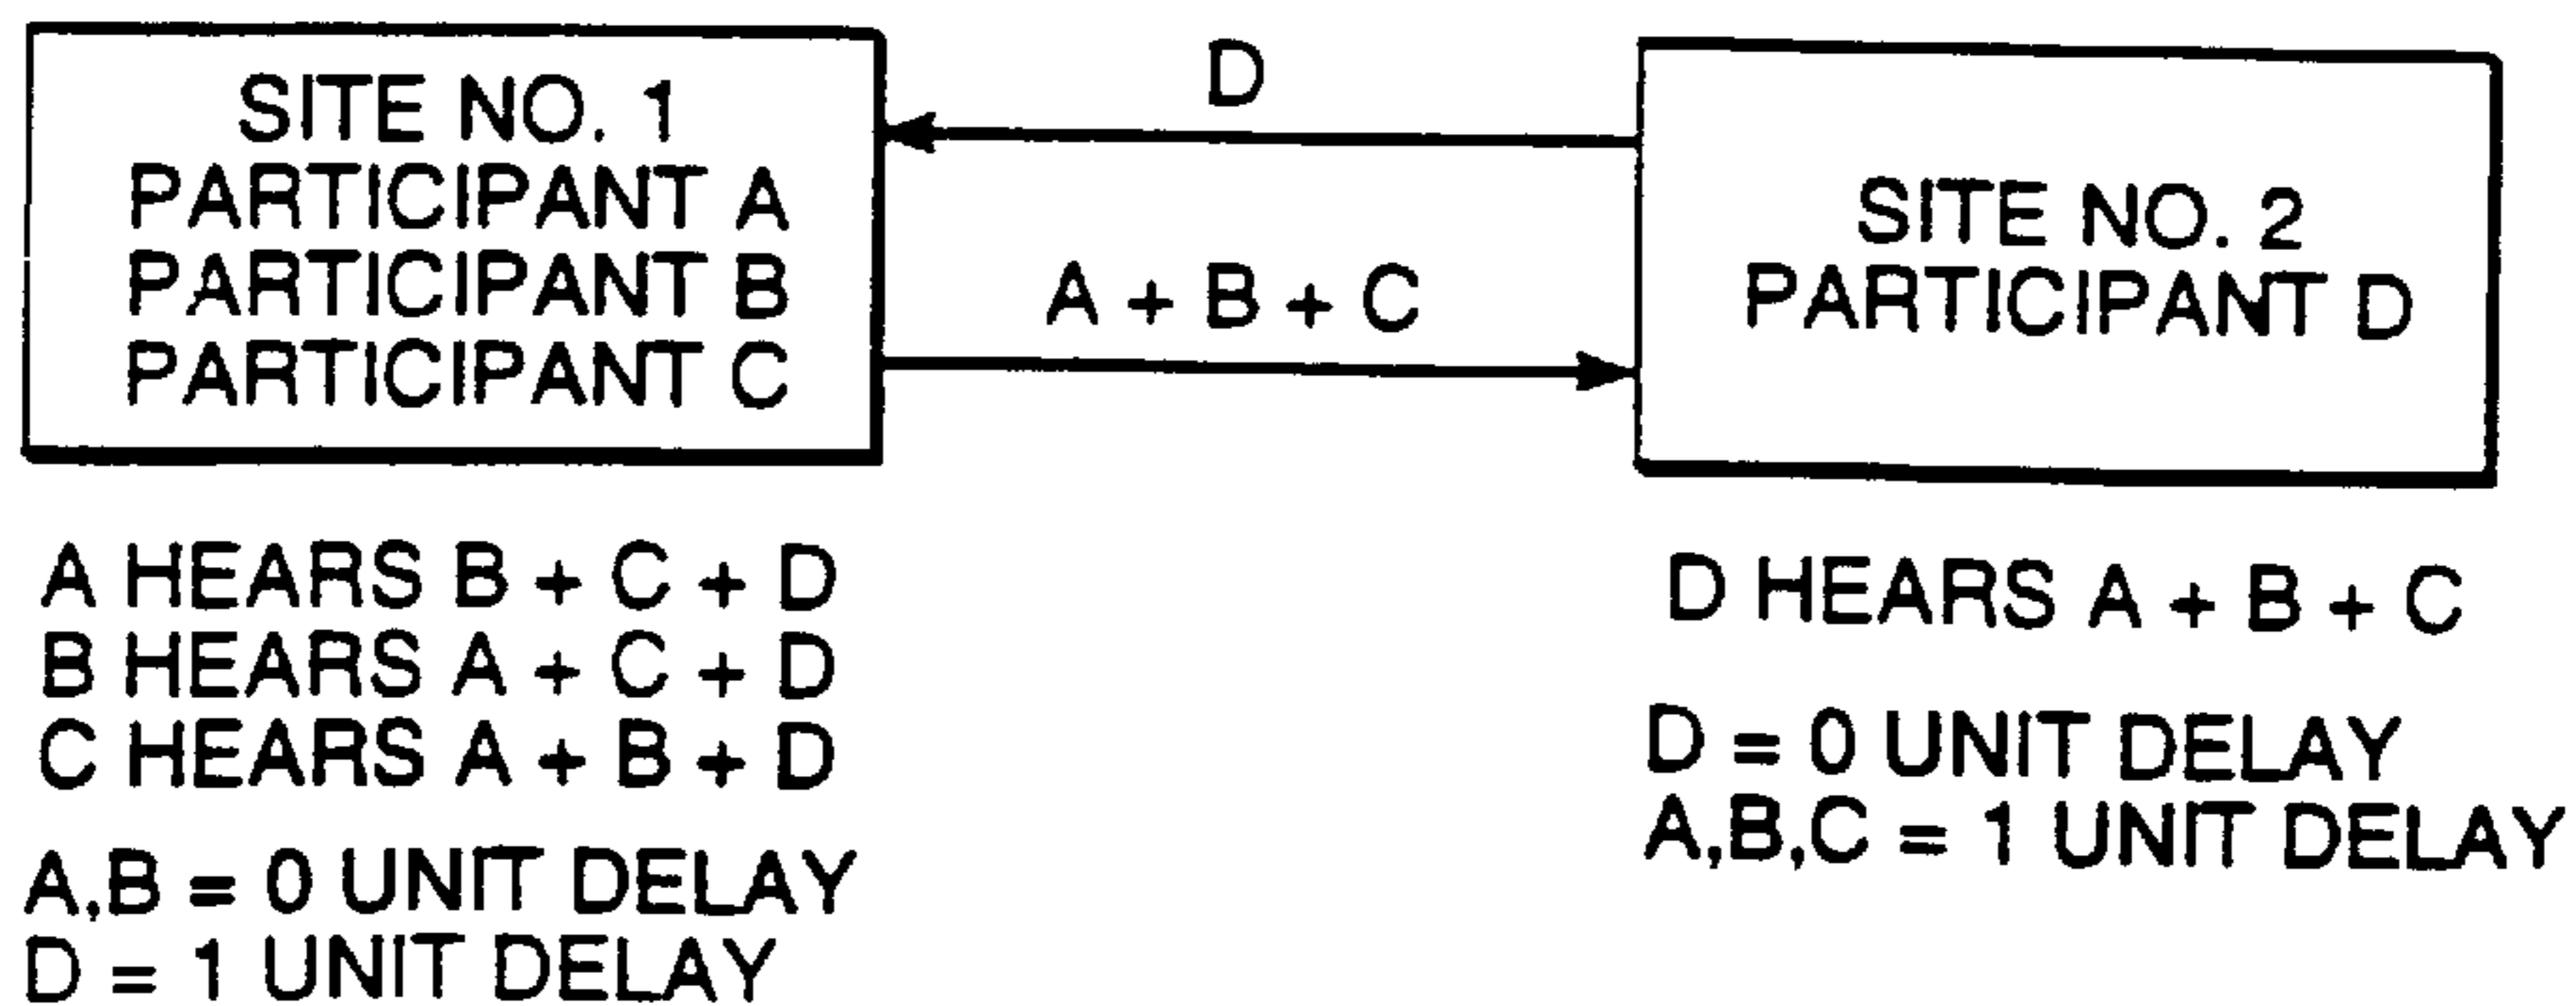 SITE NO. 1
PARTICIPANT A
PARTICIPANT B
PARTICIPANT C
D
A + B + C
SITE NO. 2
PARTICIPANT D
A HEARS B + C + D
B HEARS A + C + D
C HEARS A + B + D
A,B = 0 UNIT DELAY
D = 1 UNIT DELAY
D HEARS A + B + C
D = 0 UNIT DELAY
A,B,C = 1 UNIT DELAY